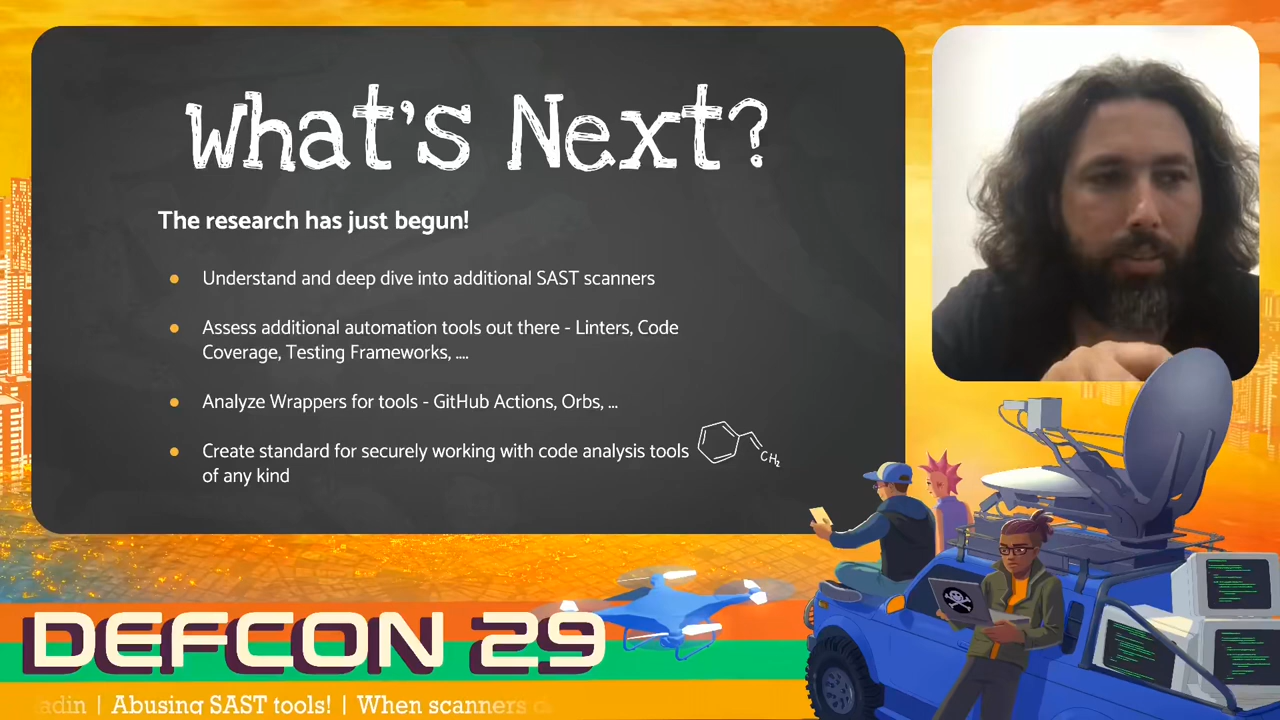 What's Next?
The research has just begun!
Understand and deep dive into additional SAST scanners
Assess additional automation tools out there - Linters, Code
Coverage, Testing Frameworks, ....
Analyze Wrappers for tools - GitHub Actions, Orbs, ...
Create standard for securely working with code analysis tools
of any kind
CH₂
DEFCON 29
adin | Abusing SAST tools! | When scanners